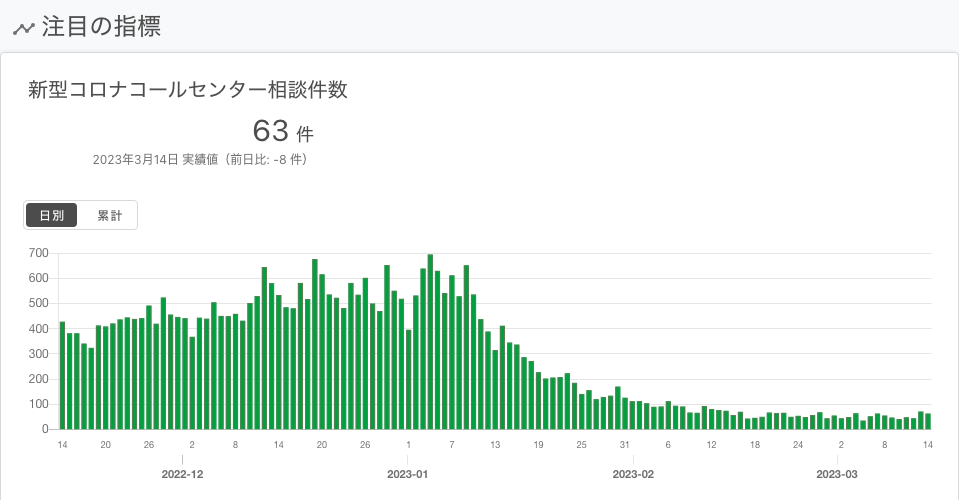 注目の指標
新型コロナコールセンター相談件数
63 件
2023年3月14日 実績値（前日比: -8 件）
日別 累計
700
600
500
400
300
200
100
0
14 20 26 2 8 14 20 26 1 7 13 19 25 31 6 12 18 24 2 8 14
2022-12 2023-01 2023-02 2023-03